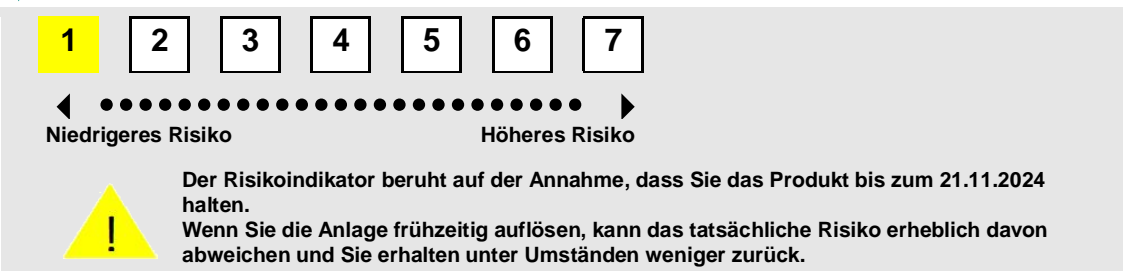 1 2 3 4 5 6 7
Niedrigeres Risiko Höheres Risiko
Der Risikoindikator beruht auf der Annahme, dass Sie das Produkt bis zum 21.11.2024
halten.
Wenn Sie die Anlage frühzeitig auflösen, kann das tatsächliche Risiko erheblich davon
! abweichen und Sie erhalten unter Umständen weniger zurück.